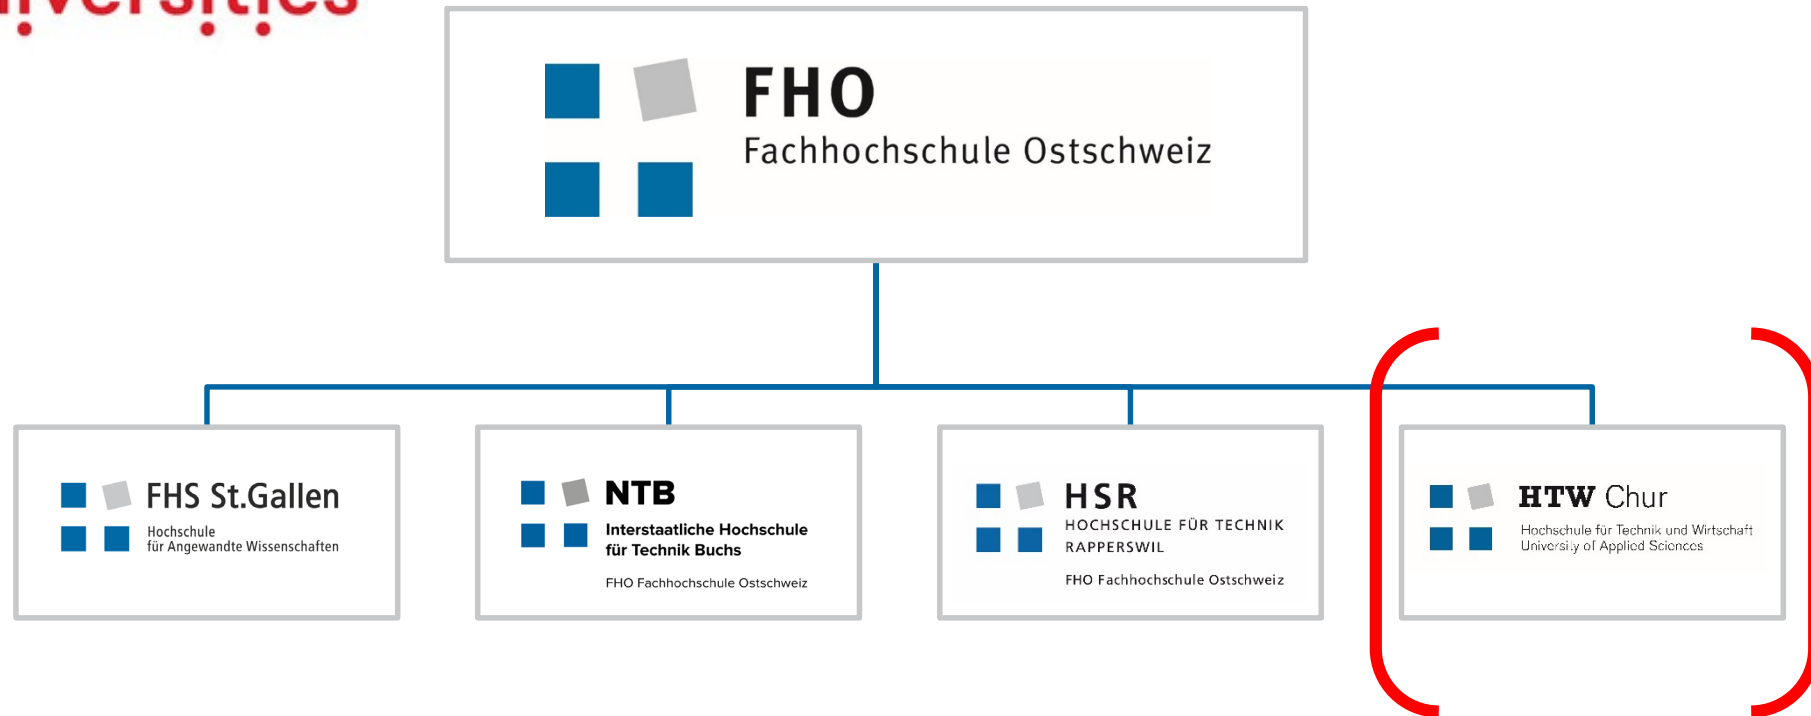 FHO
Fachhochschule Ostschweiz
FHS St.Gallen
Hochschule
für Angewandte Wissenschaften
NTB
Interstaatliche Hochschule
für Technik Buchs
FHO Fachhochschule Ostschweiz
HSR
HOCHSCHULE FÜR TECHNIK
RAPPERSWIL
FHO Fachhochschule Ostschweiz
HTW Chur
Hochschule für Technik und Wirtschaft
University of Applied Sciences